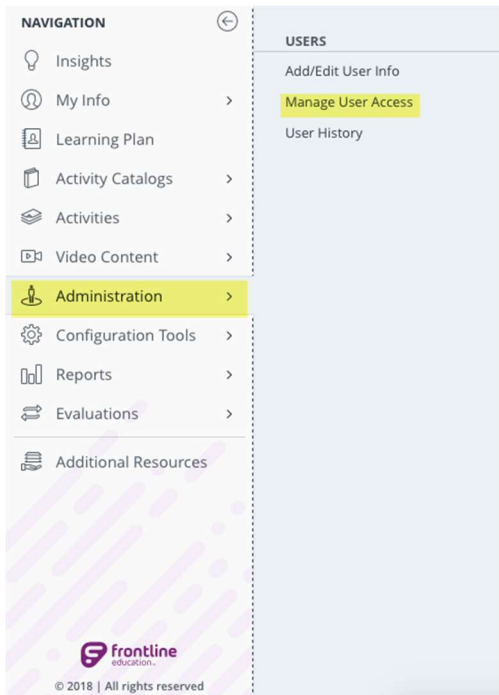 NAVIGATION
Insights
My Info
Learning Plan
Activity Catalogs
Activities
Video Content
Administration
Configuration Tools
Reports
Evaluations
Additional Resources
frontline
education™
© 2018 | All rights reserved
USERS
Add/Edit User Info
Manage User Access
User History